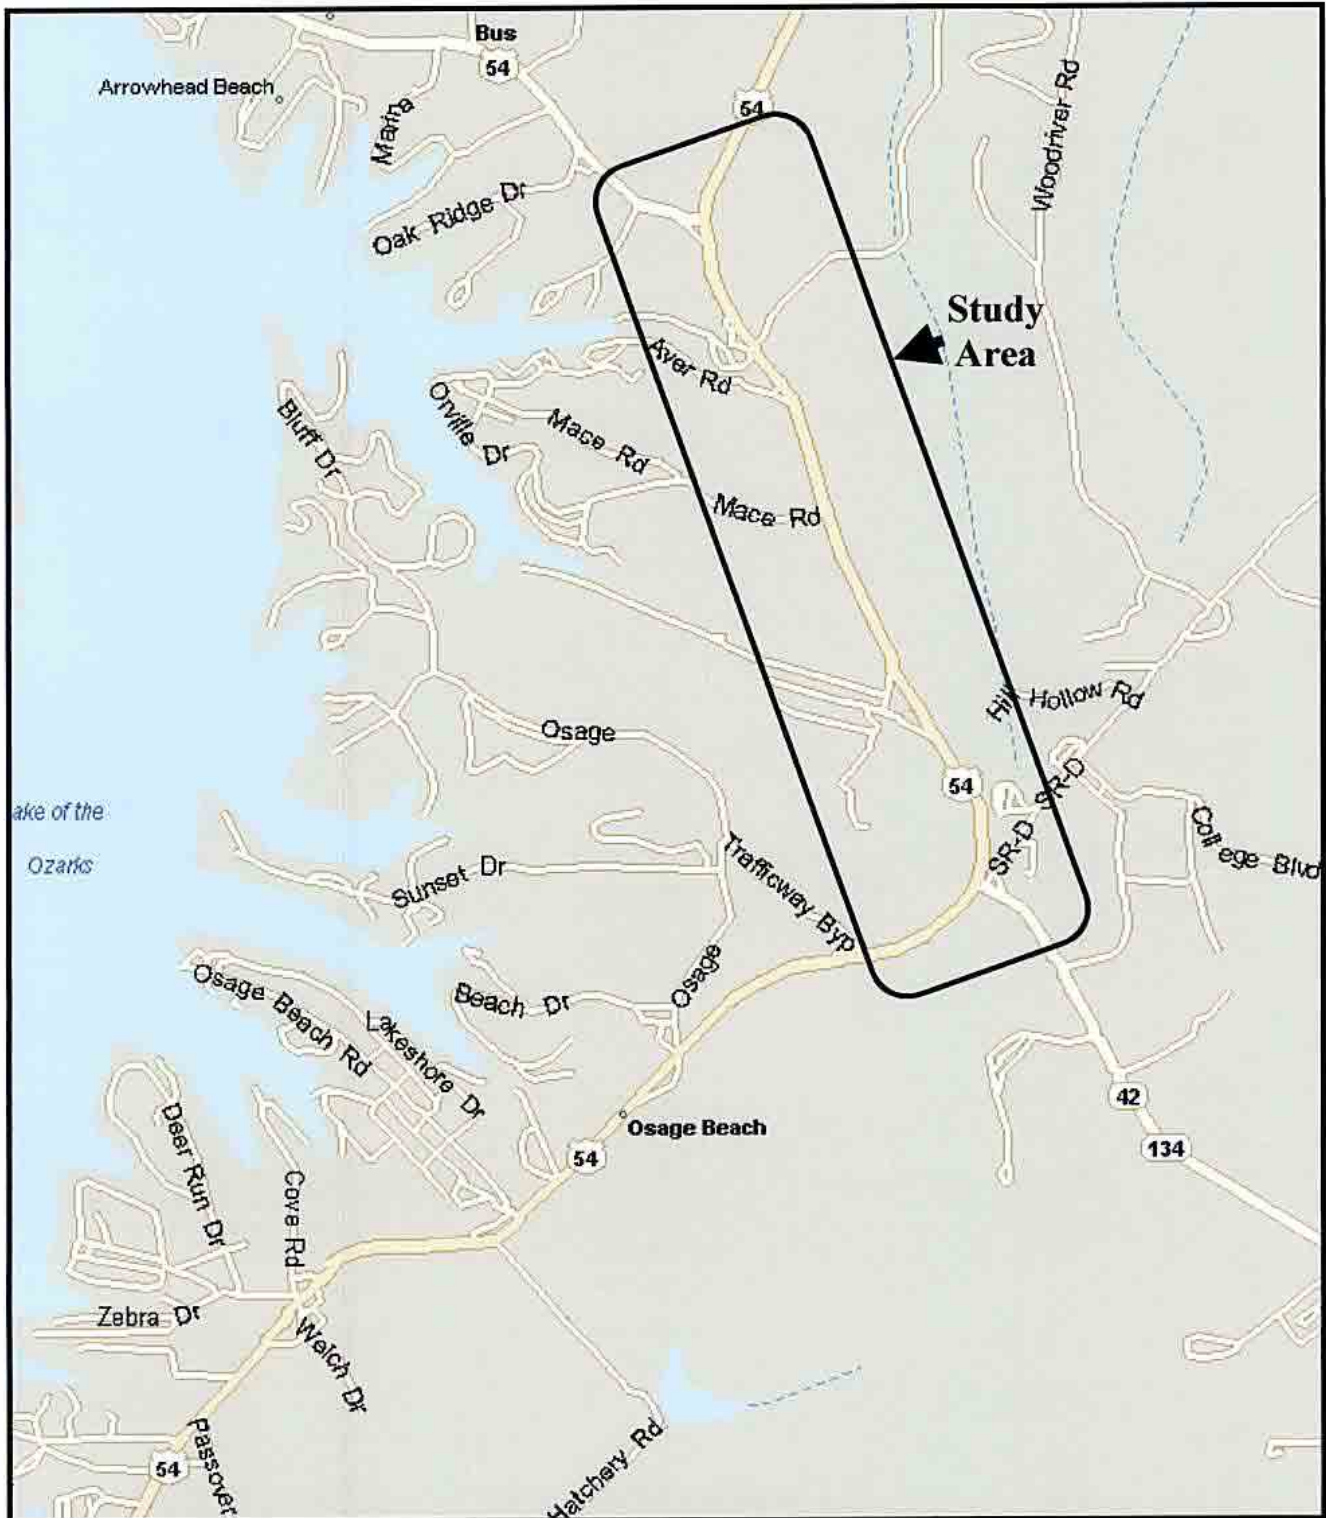 Bus
54
Arrowhead Beach
54
Marina
Woodriver Rd
Oak Ridge Dr
Study
Area
Aver Rd
Orville Dr
Bluff Dr
Mace Rd
Mace Rd
Hill Hollow Rd
Osage
54
SR-D
SR-D
ake of the
Ozarks
College Blvd
Sunset Dr
Trafficway Byp
Osage
Osage Beach Rd
Beach Dr
Lakeshore Dr
42
Deer Run Dr
Osage Beach
134
54
Cove Rd
Zebra Dr
Welch Dr
Passover
54
Hatchery Rd